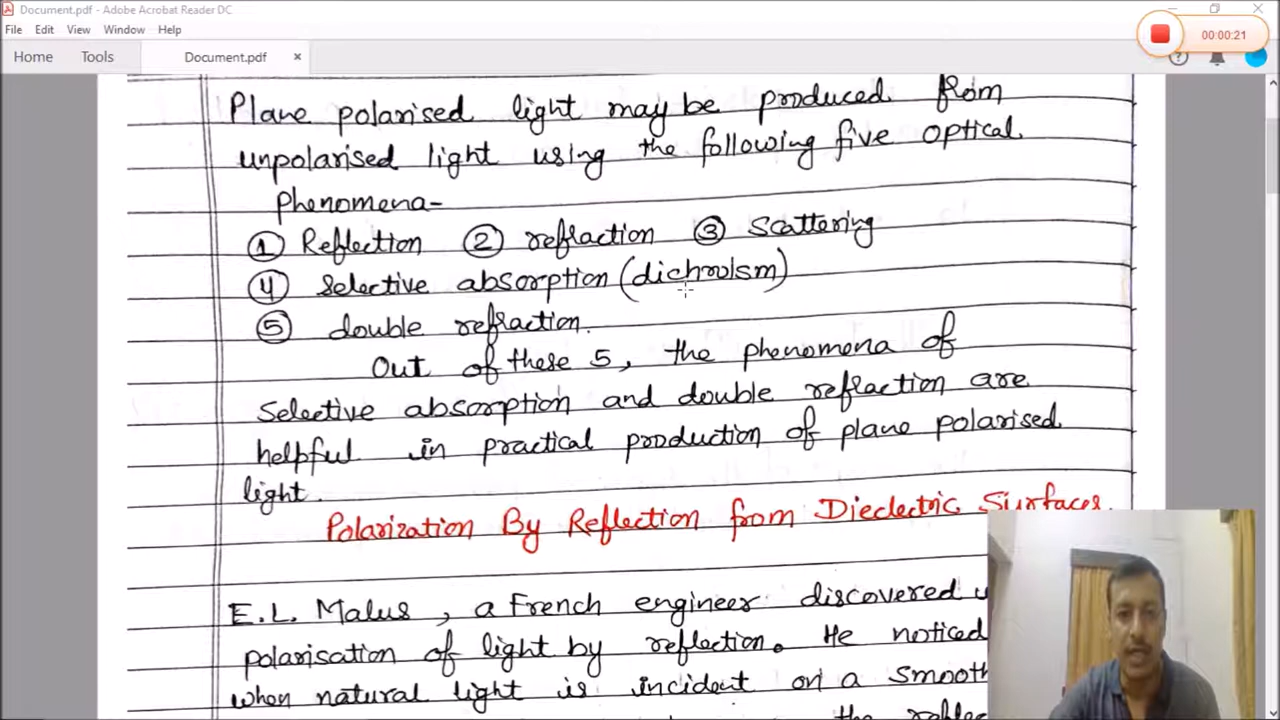 Document.pdf - Adobe Acrobat Reader DC
File Edit View Window Help
00:00:21
Home Tools Document.pdf
Plane polarised light may be produced from
unpolarised light using the following five optical
phenomena-
① Reflection ② refraction ③ Scattering
④ Selective absorption (dichroism)
⑤ double refraction.
Out of these 5, the phenomena of
Selective absorption and double refraction are
helpful in practical production of plane polarised
light.
Polarization By Reflection from Dielectric Surfaces.
E.L. Malus, a French engineer discovered
polarisation of light by reflection. He noticed
when natural light is incident on a smooth
the